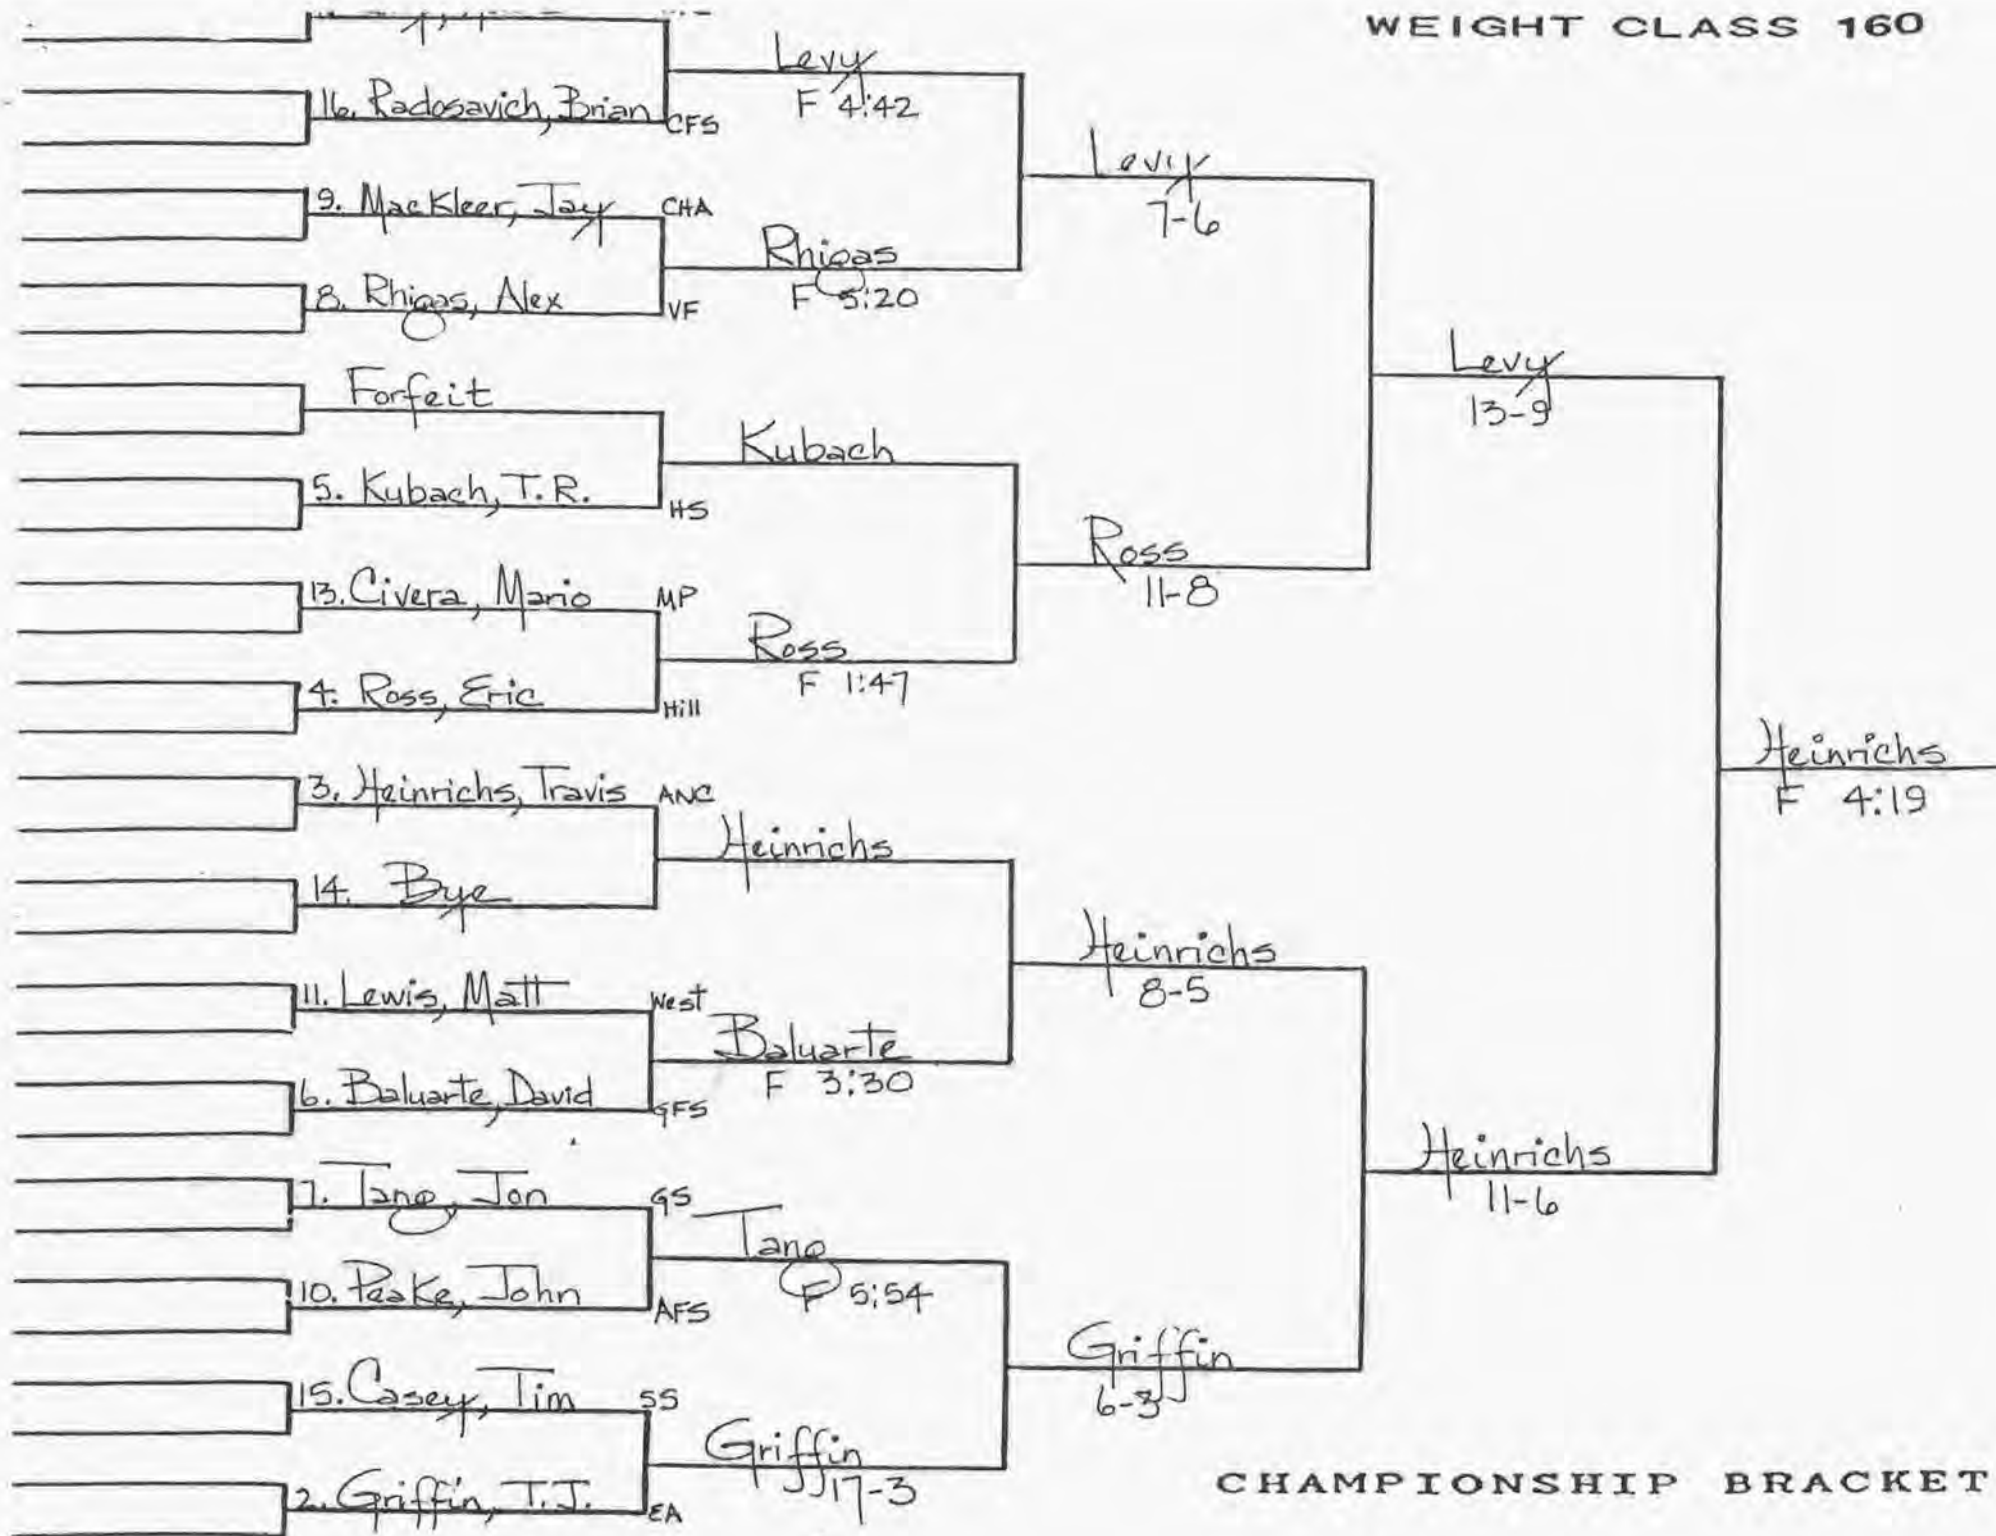 WEIGHT CLASS 160
Levy
F 4:42
16. Radosavich, Brian CFS
Levy
7-6
9. MacKleer, Jay CHA
Rhigas
F 5:20
8. Rhigas, Alex VF
Levy
13-9
Forfeit
Kubach
5. Kubach, T.R. HS
Ross
11-8
13. Civera, Mario MP
Ross
F 1:47
4. Ross, Eric Hill
Heinrichs
F 4:19
3. Heinrichs, Travis ANC
Heinrichs
14. Bye
Heinrichs
8-5
11. Lewis, Matt West
Baluarte
F 3:30
6. Baluarte, David GFS
Heinrichs
11-6
7. Tang, Jon GS
Tang
F 5:54
10. Peake, John AFS
Griffin
6-3
15. Casey, Tim SS
Griffin
17-3
2. Griffin, T.J. EA
CHAMPIONSHIP BRACKET